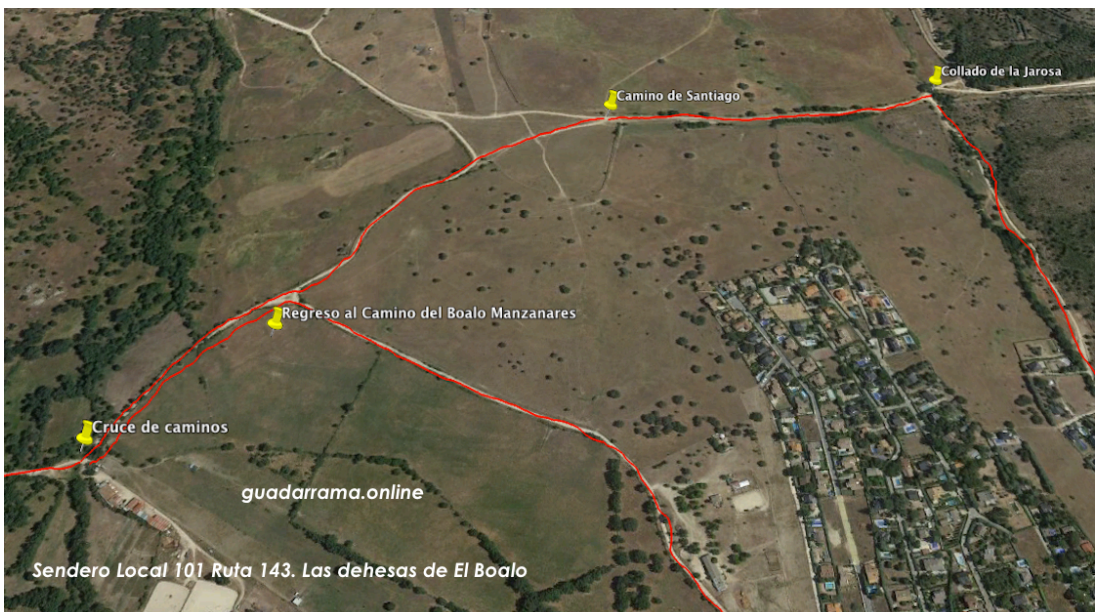 Collado de la Jarosa
Camino de Santiago
Regreso al Camino del Boalo Manzanares
Cruce de caminos
guadarrama.online
Sendero Local 101 Ruta 143. Las dehesas de El Boalo